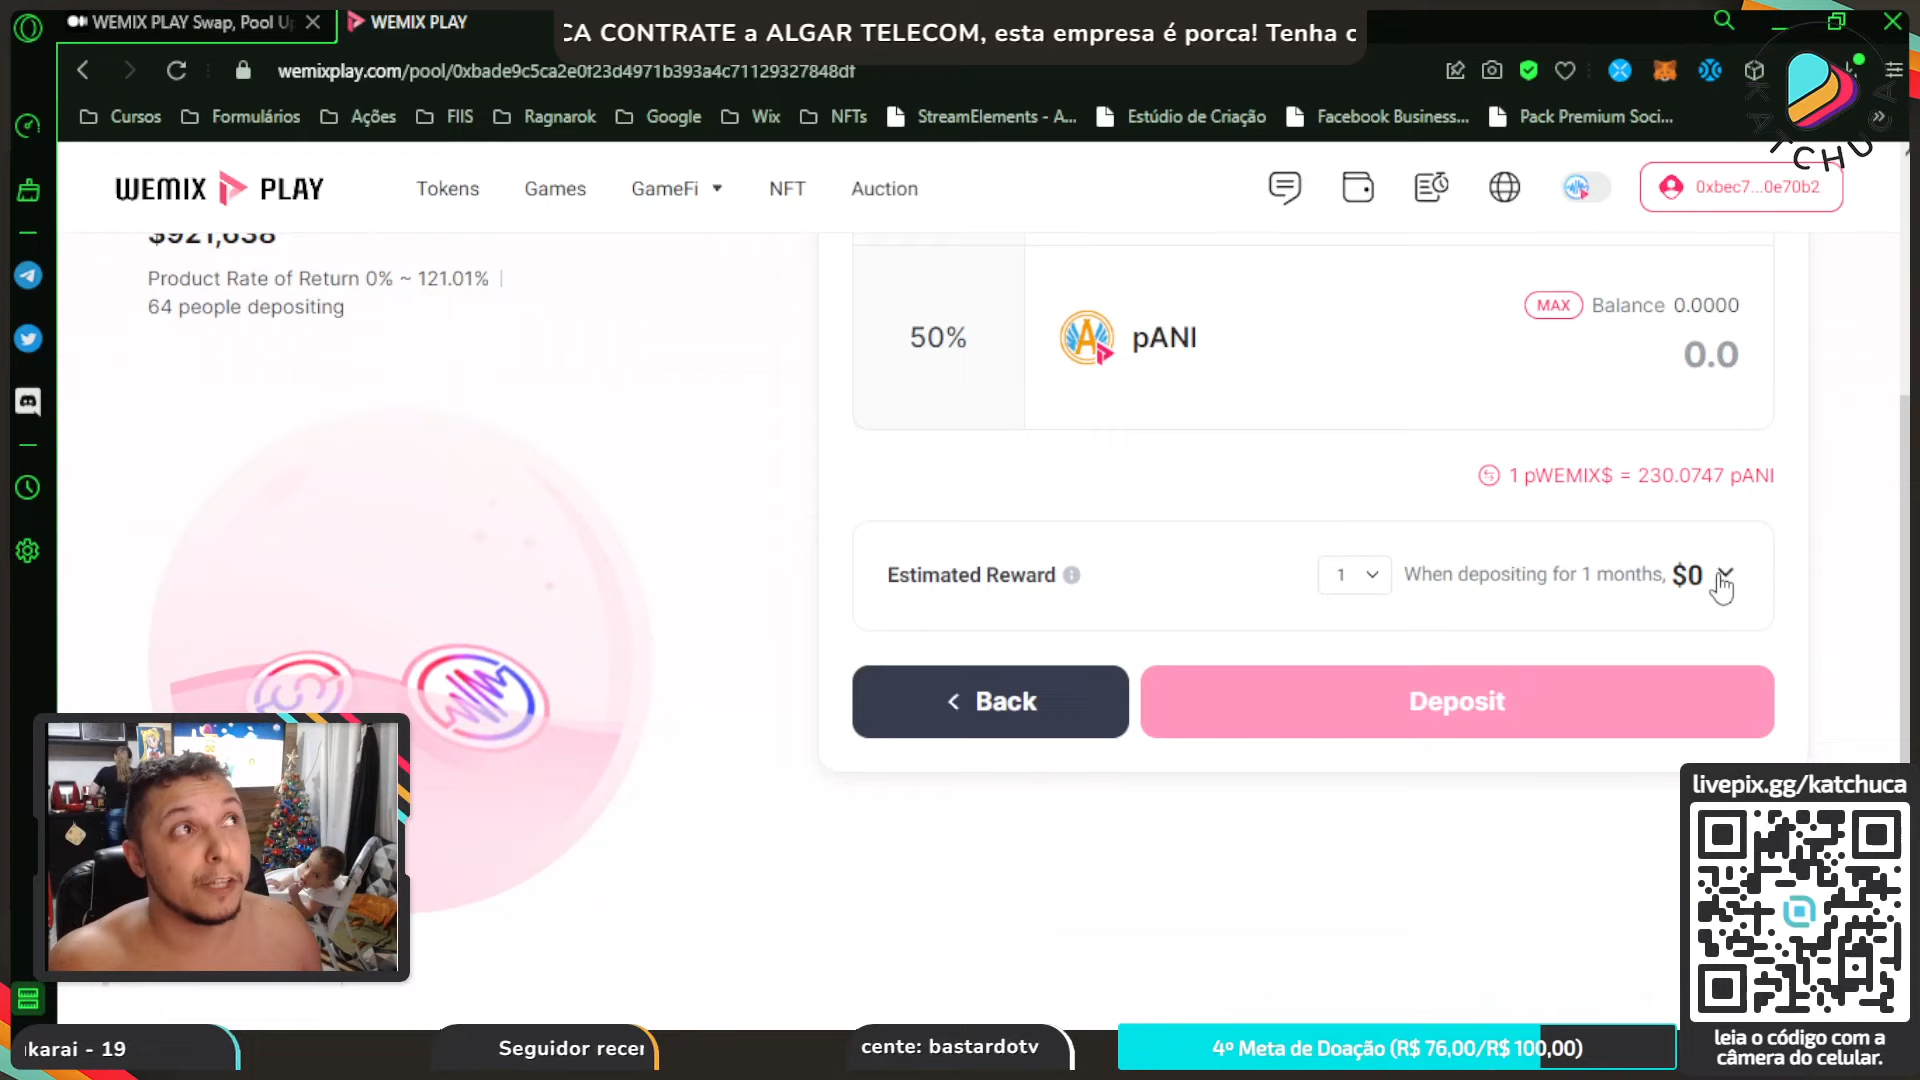 WEMIX PLAY Swap, Pool U
WEMIX PLAY
CA CONTRATE a ALGAR TELECOM, esta empresa é porca! Tenha c
wemixplay.com/pool/0xbade9c5ca2e0f23d4971b393a4c71129327848df
Cursos
Formulários
Ações
FIIS
Ragnarok
Google
Wix
NFTs
StreamElements - A...
Estúdio de Criação
Facebook Business...
Pack Premium Soci...
KATCHUCA
WEMIX PLAY
Tokens
Games
GameFi
NFT
Auction
0xbec7...0e70b2
$921,638
Product Rate of Return 0% ~ 121.01%
64 people depositing
50%
pANI
MAX
Balance 0.0000
0.0
1 pWEMIX$ = 230.0747 pANI
Estimated Reward
1
When depositing for 1 months, $0
Back
Deposit
livepix.gg/katchuca
leia o código com a
câmera do celular.
karai - 19
Seguidor recen
cente: bastardotv
4º Meta de Doação (R$ 76,00/R$ 100,00)